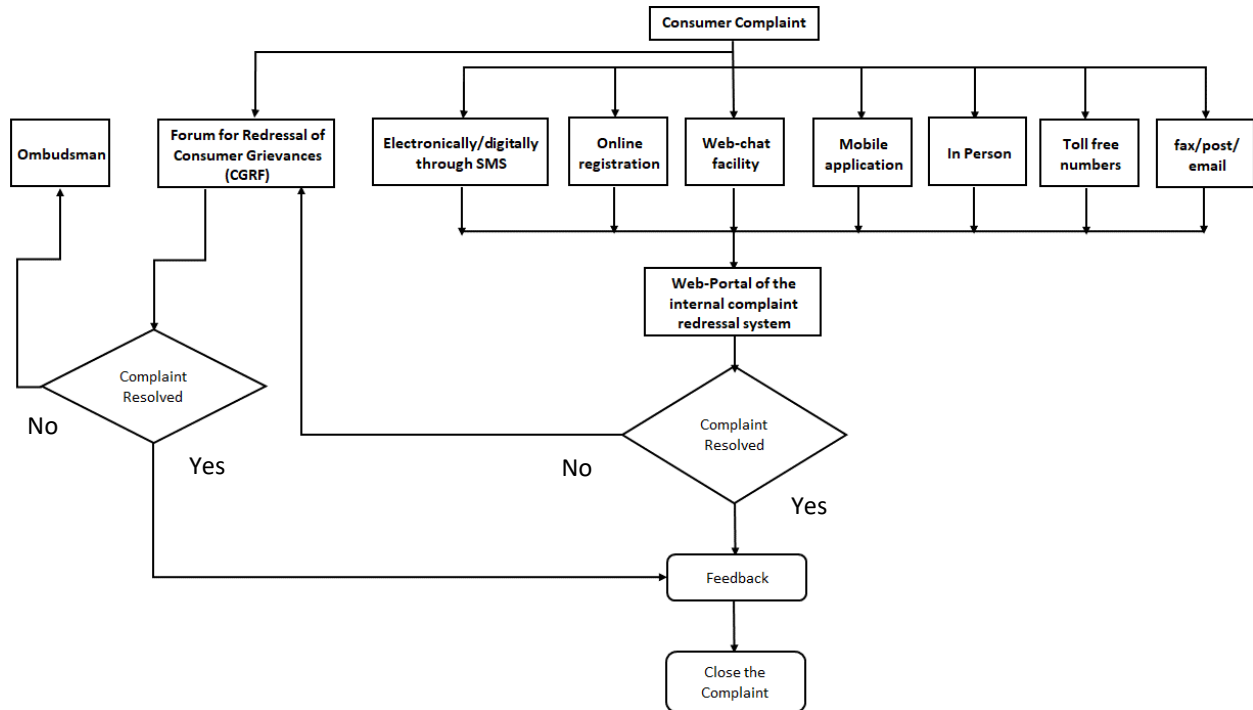 Consumer Complaint
Ombudsman
Forum for Redressal of
Consumer Grievances
(CGRF)
Electronically/digitally
through SMS
Online
registration
Web-chat
facility
Mobile
application
In Person
Toll free
numbers
fax/post/
email
Web-Portal of the
internal complaint
redressal system
Complaint
Resolved
No
Yes
Complaint
Resolved
No
Yes
Feedback
Close the
Complaint